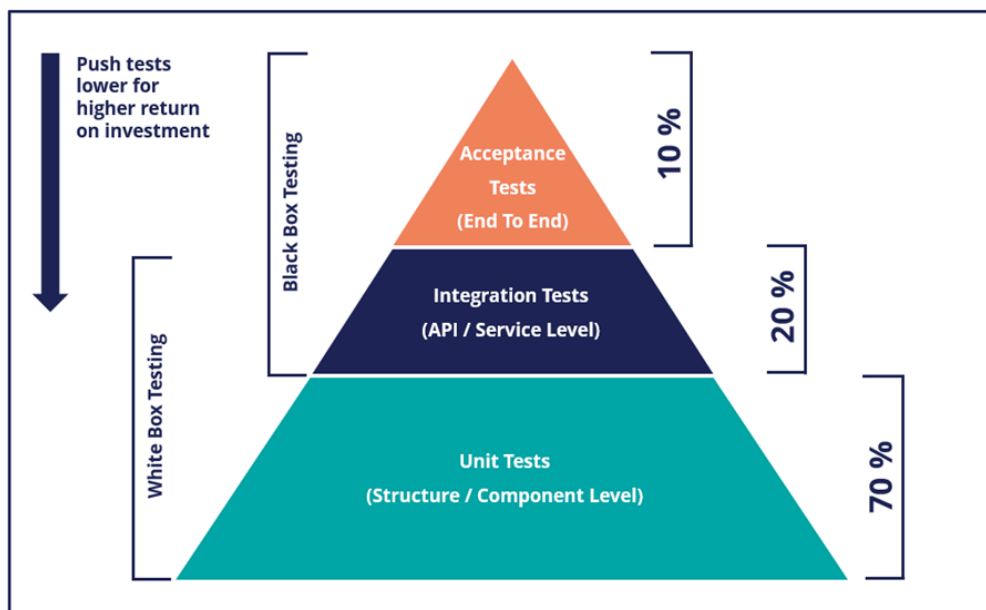 Push tests
lower for
higher return
on investment
Black Box Testing
White Box Testing
Acceptance
Tests
(End To End)
10 %
Integration Tests
(API / Service Level)
20 %
Unit Tests
(Structure / Component Level)
70 %